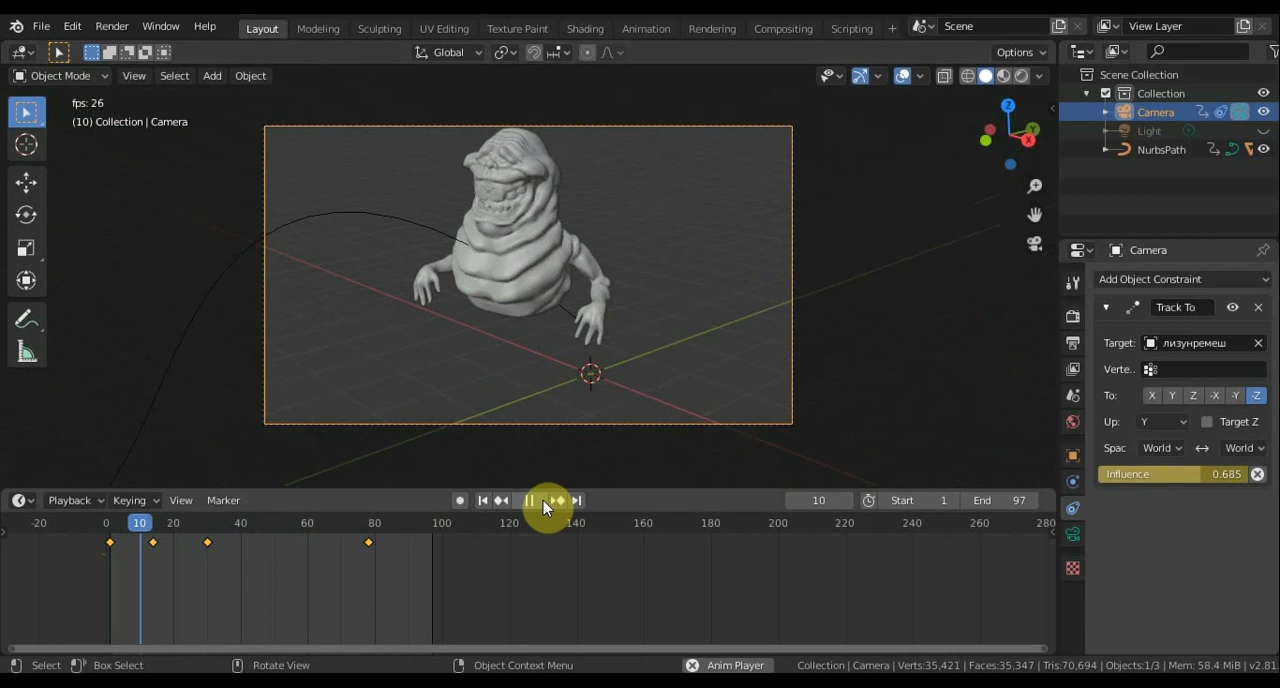 File Edit Render Window Help Layout Modeling Sculpting UV Editing Texture Paint Shading Animation Rendering Compositing Scripting + Scene View Layer
Global Options
Object Mode View Select Add Object
Scene Collection
Collection
Camera
Light
NurbsPath
fps: 26
(10) Collection | Camera
Z
Y
X
Camera
Add Object Constraint
Track To
Target: лизунремеш
Verte..
To: X Y Z -X -Y -Z
Up: Y Target Z
Spac World World
Influence 0.685
Playback Keying View Marker 10 Start 1 End 97
-20 0 10 20 40 60 80 100 120 140 160 180 200 220 240 260 280
Select Box Select Rotate View Object Context Menu Anim Player Collection | Camera | Verts:35,421 | Faces:35,347 | Tris:70,694 | Objects:1/3 | Mem: 58.4 MiB | v2.81